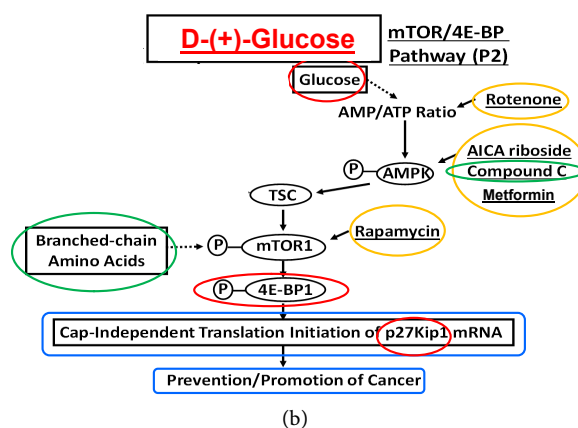 D-(+)-Glucose
mTOR/4E-BP
Pathway (P2)
Glucose
AMP/ATP Ratio
Rotenone
AICA riboside
Compound C
Metformin
P
AMPK
TSC
Branched-chain
Amino Acids
P
mTOR1
Rapamycin
P
4E-BP1
Cap-Independent Translation Initiation of p27Kip1 mRNA
Prevention/Promotion of Cancer
(b)